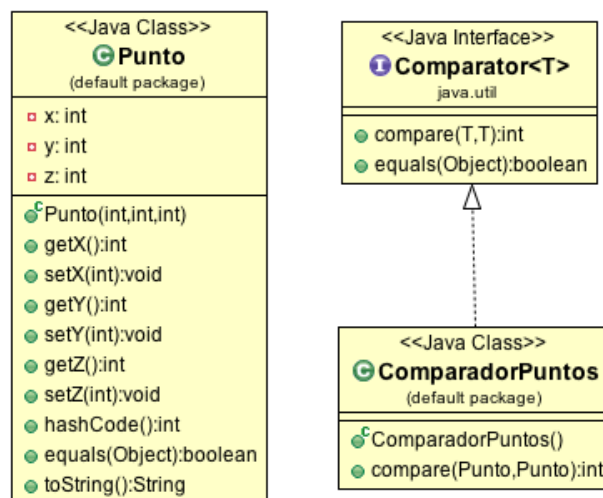 <<Java Class>>
Punto
(default package)
x: int
y: int
z: int
Punto(int,int,int)
getX():int
setX(int):void
getY():int
setY(int):void
getZ():int
setZ(int):void
hashCode():int
equals(Object):boolean
toString():String
<<Java Interface>>
Comparator<T>
java.util
compare(T,T):int
equals(Object):boolean
<<Java Class>>
ComparadorPuntos
(default package)
ComparadorPuntos()
compare(Punto,Punto):int